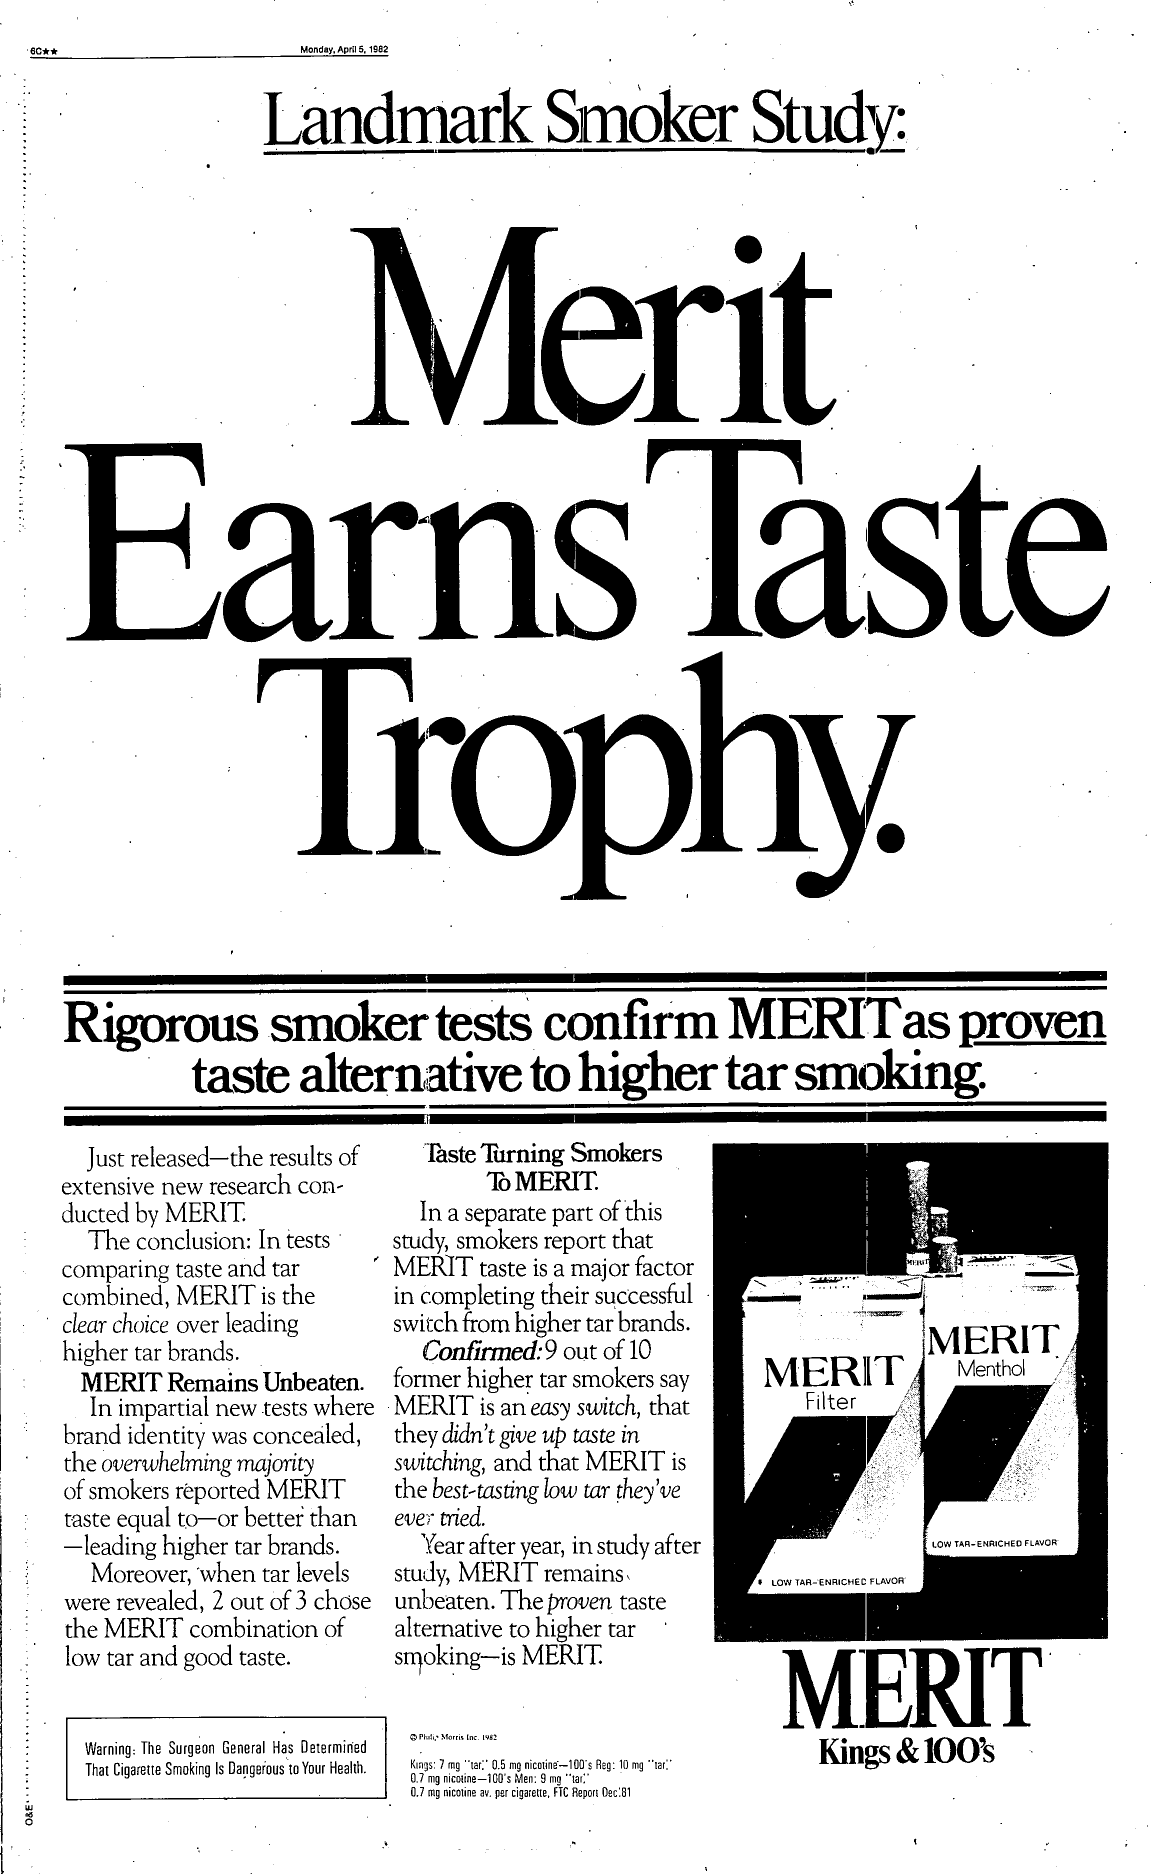 6C★★ Monday, April 5, 1982
Landmark Smoker Study:
Merit
Earns Taste
Trophy.
Rigorous smoker tests confirm MERIT as proven
taste alternative to higher tar smoking.
Just released—the results of
extensive new research con-
ducted by MERIT.
The conclusion: In tests
comparing taste and tar
combined, MERIT is the
clear choice over leading
higher tar brands.
MERIT Remains Unbeaten.
In impartial new tests where
brand identity was concealed,
the overwhelming majority
of smokers reported MERIT
taste equal to—or better than
—leading higher tar brands.
Moreover, when tar levels
were revealed, 2 out of 3 chose
the MERIT combination of
low tar and good taste.
Taste Turning Smokers
To MERIT.
In a separate part of this
study, smokers report that
MERIT taste is a major factor
in completing their successful
switch from higher tar brands.
Confirmed: 9 out of 10
former higher tar smokers say
MERIT is an easy switch, that
they didn't give up taste in
switching, and that MERIT is
the best-tasting low tar they've
ever tried.
Year after year, in study after
study, MERIT remains
unbeaten. The proven taste
alternative to higher tar
smoking—is MERIT.
MERIT
MERIT
Menthol
LOW TAR-ENRICHED FLAVOR
MERIT
Filter
LOW TAR-ENRICHED FLAVOR
MERIT
Kings & 100's
Warning: The Surgeon General Has Determined
That Cigarette Smoking Is Dangerous to Your Health.
© Philip Morris Inc. 1982
Kings: 7 mg "tar," 0.5 mg nicotine—100's Reg: 10 mg "tar,"
0.7 mg nicotine—100's Men: 9 mg "tar,"
0.7 mg nicotine av. per cigarette, FTC Report Dec.'81
O&E